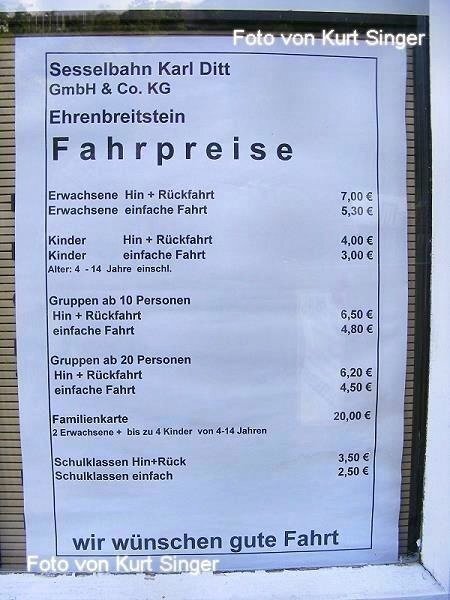 Foto von Kurt Singer
Sesselbahn Karl Ditt
GmbH & Co. KG
Ehrenbreitstein
Fahrpreise
Erwachsene Hin + Rückfahrt 7,00 €
Erwachsene einfache Fahrt 5,30 €
Kinder Hin + Rückfahrt 4,00 €
Kinder einfache Fahrt 3,00 €
Alter: 4 - 14 Jahre einschl.
Gruppen ab 10 Personen
Hin + Rückfahrt 6,50 €
einfache Fahrt 4,80 €
Gruppen ab 20 Personen
Hin + Rückfahrt 6,20 €
einfache Fahrt 4,50 €
Familienkarte 20,00 €
2 Erwachsene + bis zu 4 Kinder von 4-14 Jahren
Schulklassen Hin+Rück 3,50 €
Schulklassen einfach 2,50 €
wir wünschen gute Fahrt
Foto von Kurt Singer